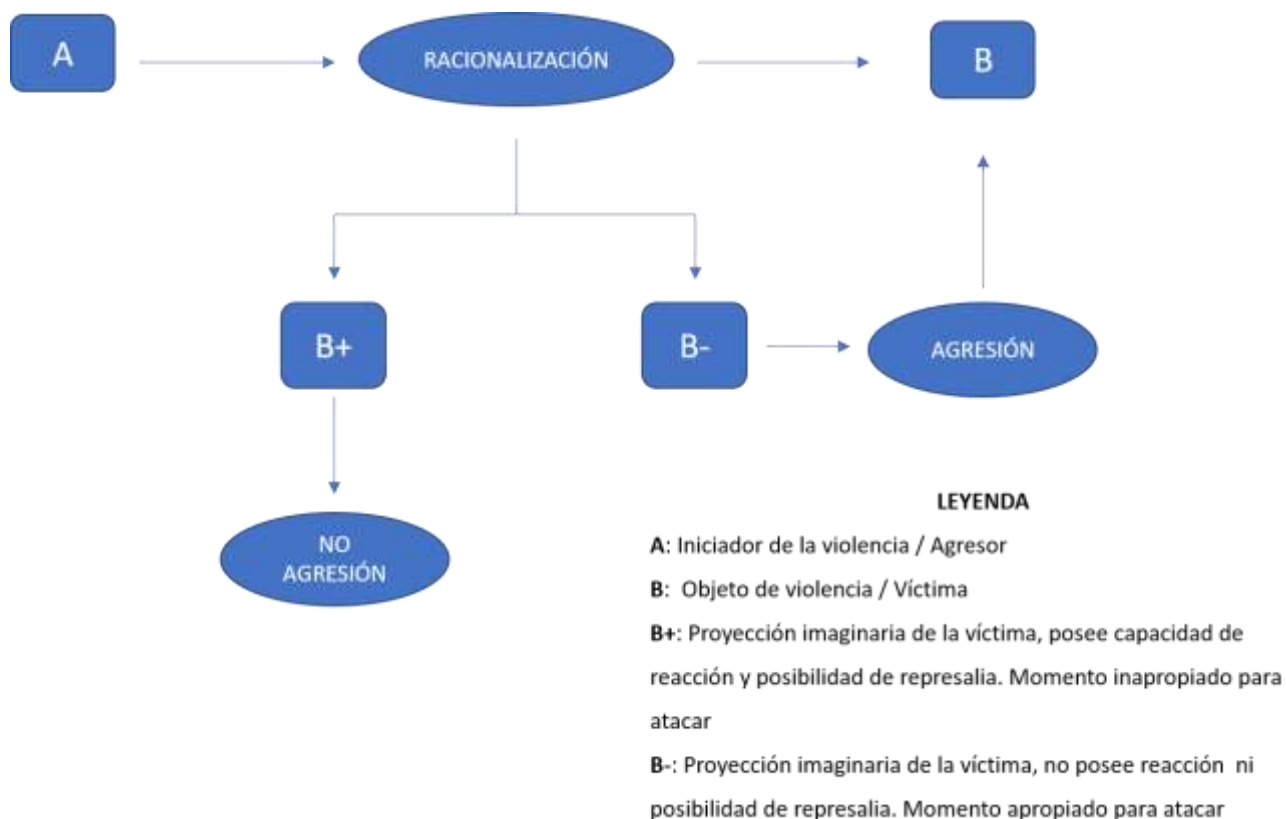 A
RACIONALIZACIÓN
B
B+
B-
AGRESIÓN
NO
AGRESIÓN
LEYENDA
A: Iniciador de la violencia / Agresor
B: Objeto de violencia / Víctima
B+: Proyección imaginaria de la víctima, posee capacidad de
reacción y posibilidad de represalia. Momento inapropiado para
atacar
B-: Proyección imaginaria de la víctima, no posee reacción ni
posibilidad de represalia. Momento apropiado para atacar